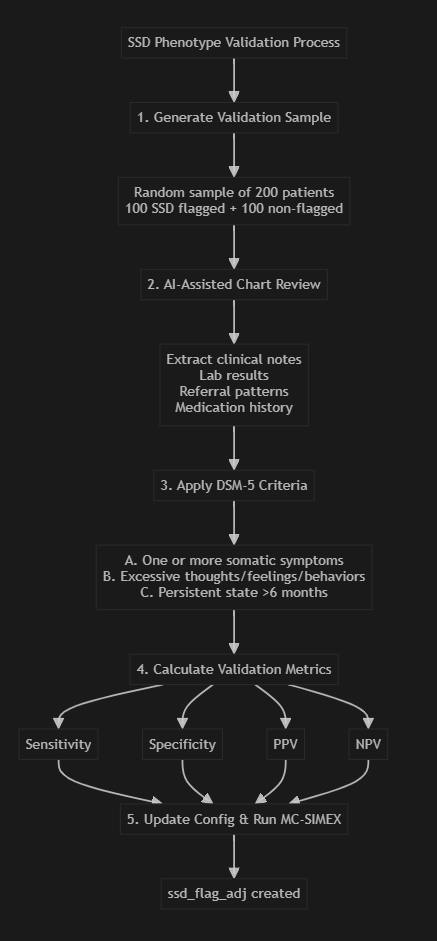 SSD Phenotype Validation Process
1. Generate Validation Sample
Random sample of 200 patients
100 SSD flagged + 100 non-flagged
2. AI-Assisted Chart Review
Extract clinical notes
Lab results
Referral patterns
Medication history
3. Apply DSM-5 Criteria
A. One or more somatic symptoms
B. Excessive thoughts/feelings/behaviors
C. Persistent state >6 months
4. Calculate Validation Metrics
Sensitivity
Specificity
PPV
NPV
5. Update Config & Run MC-SIMEX
ssd_flag_adj created